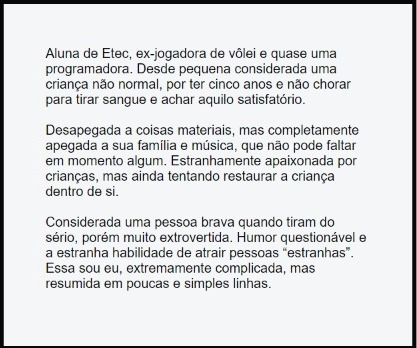 Aluna de Etec, ex-jogadora de vôlei e quase uma
programadora. Desde pequena considerada uma
criança não normal, por ter cinco anos e não chorar
para tirar sangue e achar aquilo satisfatório.
Desapegada a coisas materiais, mas completamente
apegada a sua família e música, que não pode faltar
em momento algum. Estranhamente apaixonada por
crianças, mas ainda tentando restaurar a criança
dentro de si.
Considerada uma pessoa brava quando tiram do
sério, porém muito extrovertida. Humor questionável e
a estranha habilidade de atrair pessoas “estranhas”.
Essa sou eu, extremamente complicada, mas
resumida em poucas e simples linhas.